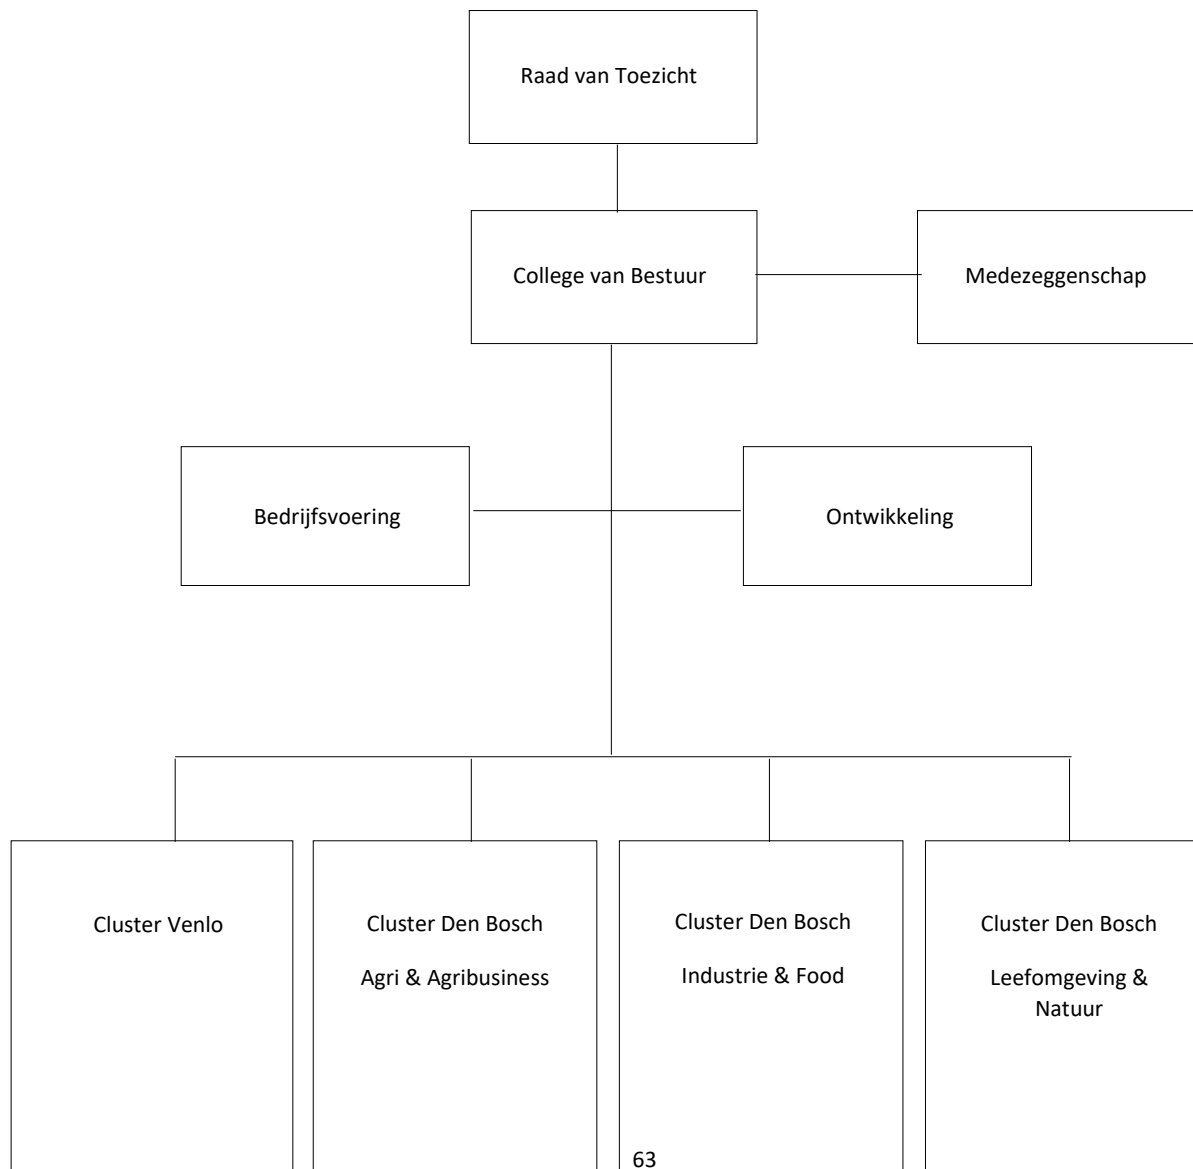 Raad van Toezicht
College van Bestuur
Medezeggenschap
Bedrijfsvoering
Ontwikkeling
Cluster Venlo
Cluster Den Bosch
Agri & Agribusiness
Cluster Den Bosch
Industrie & Food
Cluster Den Bosch
Leefomgeving &
Natuur
63